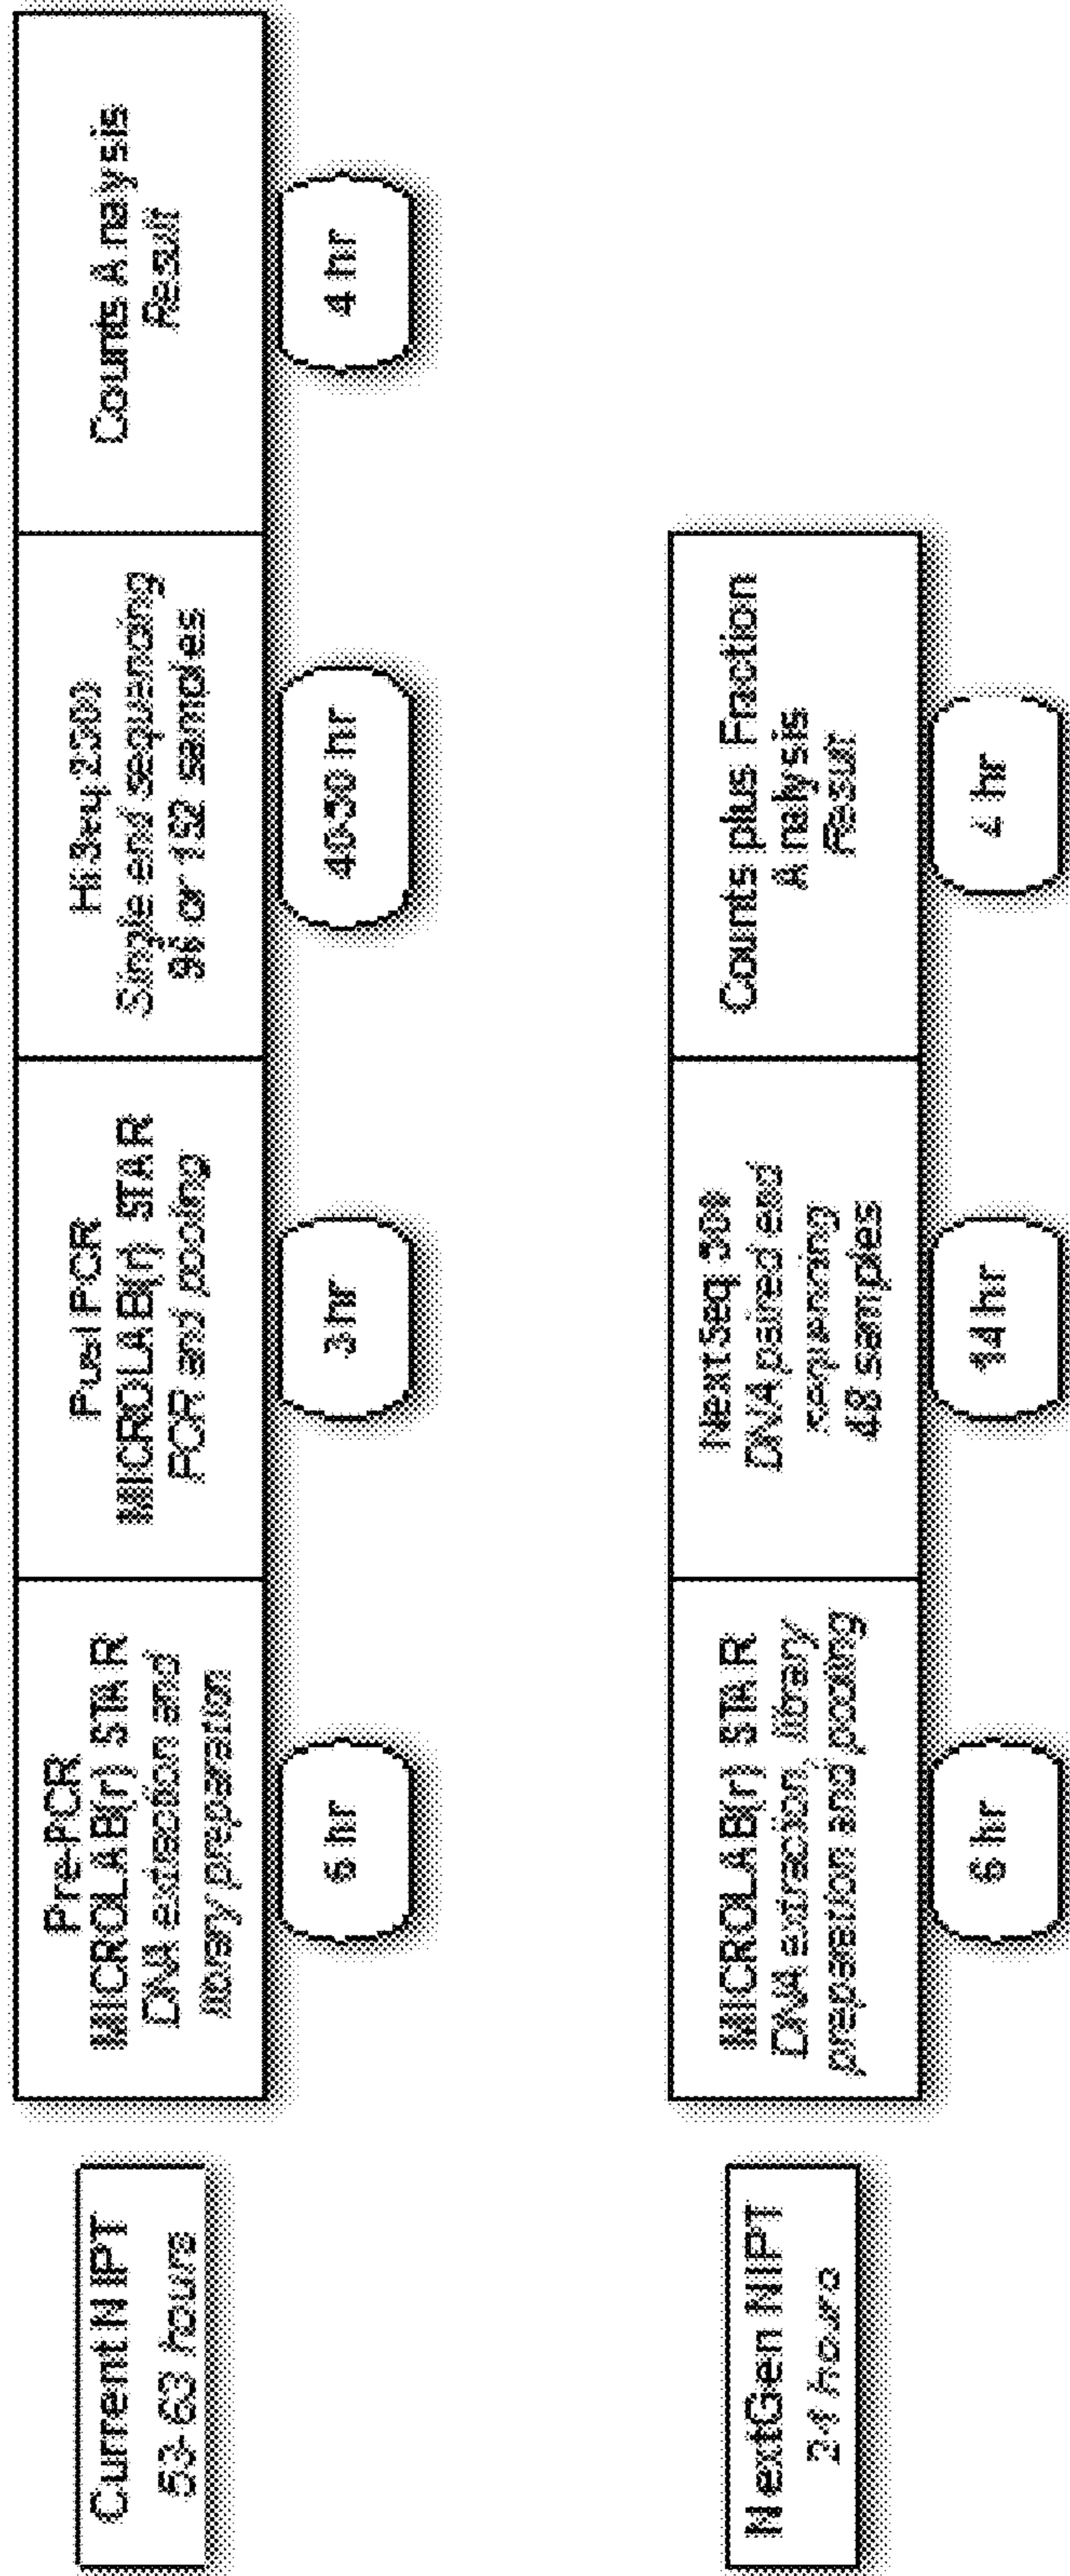 Current NIPT
53-63 hours
Pre-PCR
MICROLAB(r) STAR
DNA extraction and
library preparation
6 hr
Post PCR
MICROLAB(r) STAR
PCR and pooling
3 hr
HiSeq 2500
Single end sequencing
96 or 192 samples
40-50 hr
Counts Analysis
Result
4 hr
NextGen NIPT
24 hours
MICROLAB(r) STAR
DNA extraction, library
preparation and pooling
6 hr
NextSeq 500
DNA paired end
sequencing
48 samples
14 hr
Counts plus Fraction
Analysis
Result
4 hr